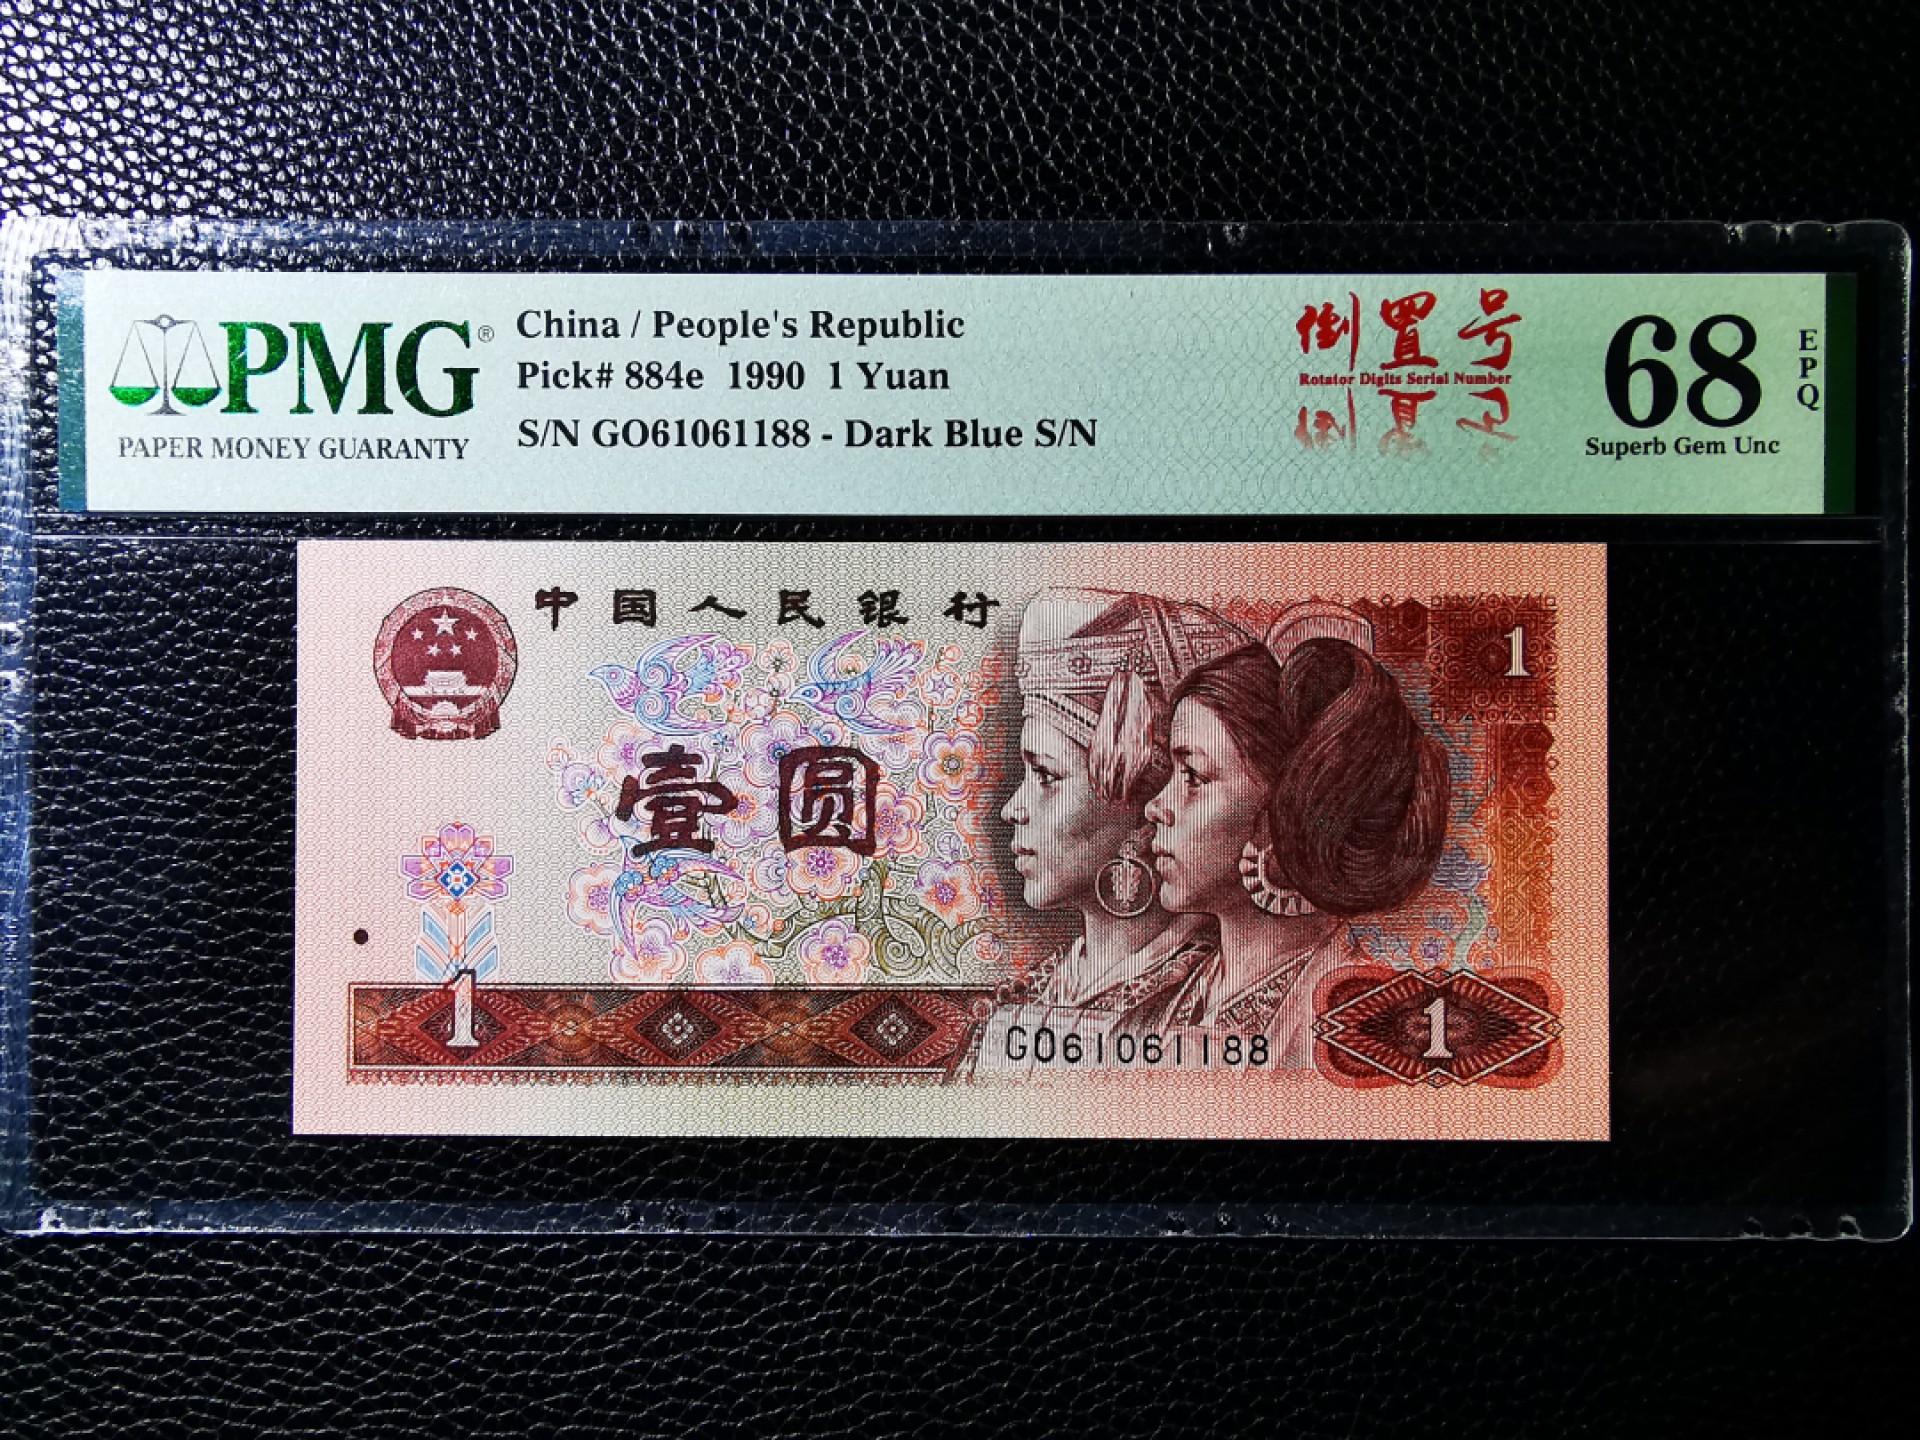 PMG®
PAPER MONEY GUARANTY
China / People's Republic
Pick# 884e 1990 1 Yuan
S/N GO61061188 - Dark Blue S/N
倒置号
Rotator Digits Serial Number
68
EPQ
Superb Gem Unc
中国人民银行
1
壹圆
1
GO61061188
1